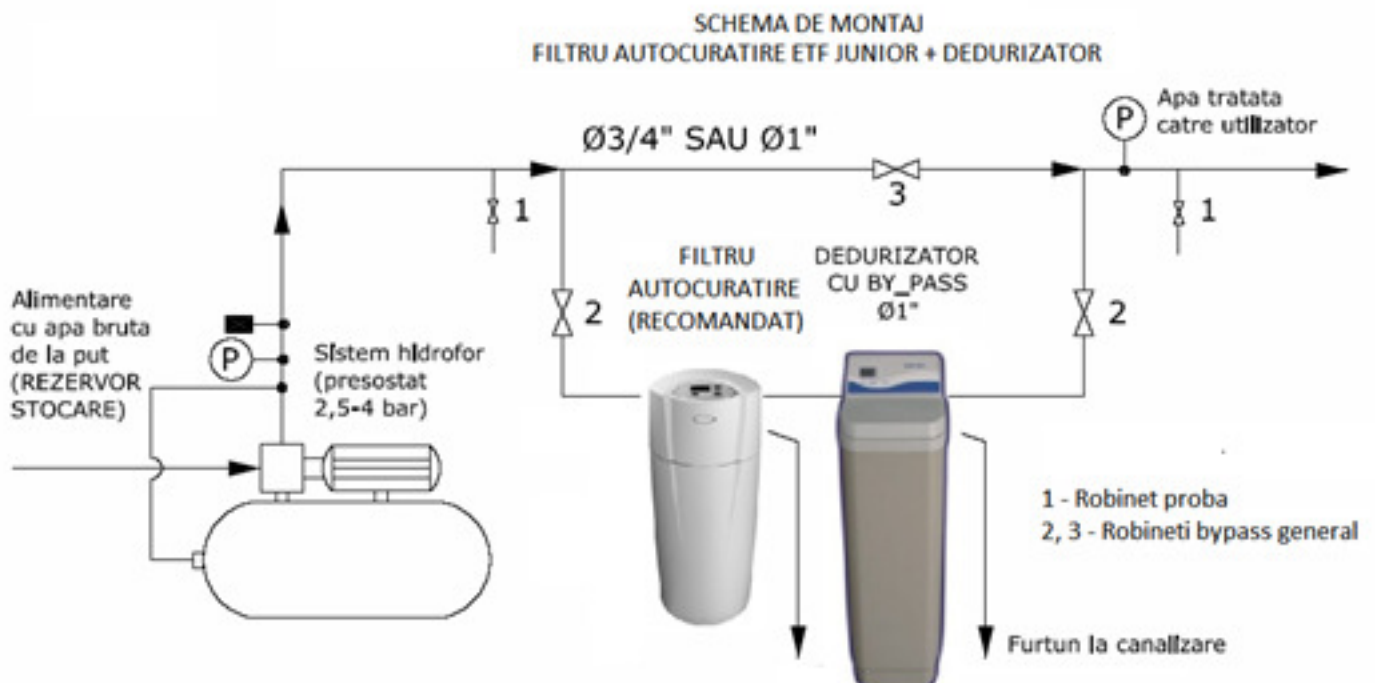 SCHEMA DE MONTAJ
FILTRU AUTOCURATIRE ETF JUNIOR + DEDURIZATOR
Ø3/4" SAU Ø1"
P
Apa tratata
catre utilizator
1
3
1
2
FILTRU
AUTOCURATIRE
(RECOMANDAT)
DEDURIZATOR
CU BY_PASS
Ø1"
2
Alimentare
cu apa bruta
de la put
(REZERVOR
STOCARE)
P
Sistem hidrofor
(presostat
2,5-4 bar)
1 - Robinet proba
2, 3 - Robineti bypass general
Furtun la canalizare